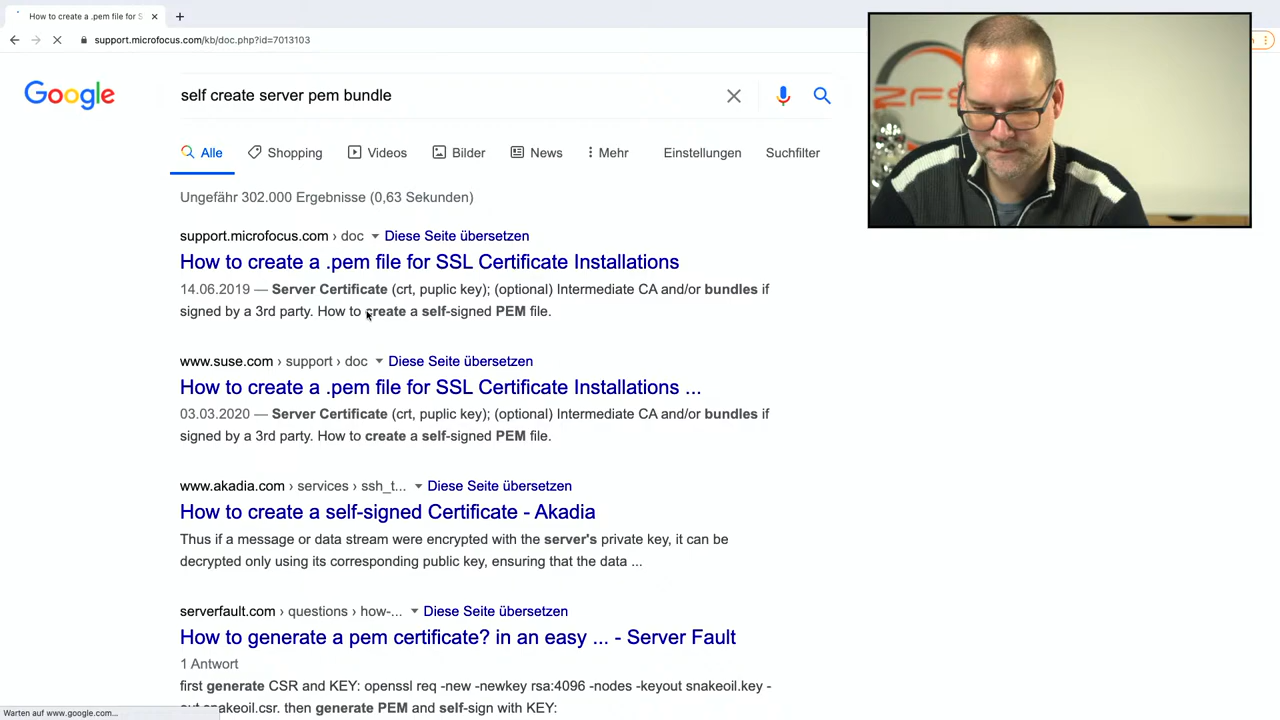 How to create a .pem file for S
support.microfocus.com/kb/doc.php?id=7013103
Google
self create server pem bundle
Alle
Shopping
Videos
Bilder
News
Mehr
Einstellungen
Suchfilter
Ungefähr 302.000 Ergebnisse (0,63 Sekunden)
support.microfocus.com › doc
Diese Seite übersetzen
How to create a .pem file for SSL Certificate Installations
14.06.2019 — Server Certificate (crt, puplic key); (optional) Intermediate CA and/or bundles if
signed by a 3rd party. How to create a self-signed PEM file.
www.suse.com › support › doc
Diese Seite übersetzen
How to create a .pem file for SSL Certificate Installations ...
03.03.2020 — Server Certificate (crt, puplic key); (optional) Intermediate CA and/or bundles if
signed by a 3rd party. How to create a self-signed PEM file.
www.akadia.com › services › ssh_t...
Diese Seite übersetzen
How to create a self-signed Certificate - Akadia
Thus if a message or data stream were encrypted with the server's private key, it can be
decrypted only using its corresponding public key, ensuring that the data ...
serverfault.com › questions › how-...
Diese Seite übersetzen
How to generate a pem certificate? in an easy ... - Server Fault
1 Antwort
first generate CSR and KEY: openssl req -new -newkey rsa:4096 -nodes -keyout snakeoil.key -
snakeoil.csr. then generate PEM and self-sign with KEY:
Warten auf www.google.com...